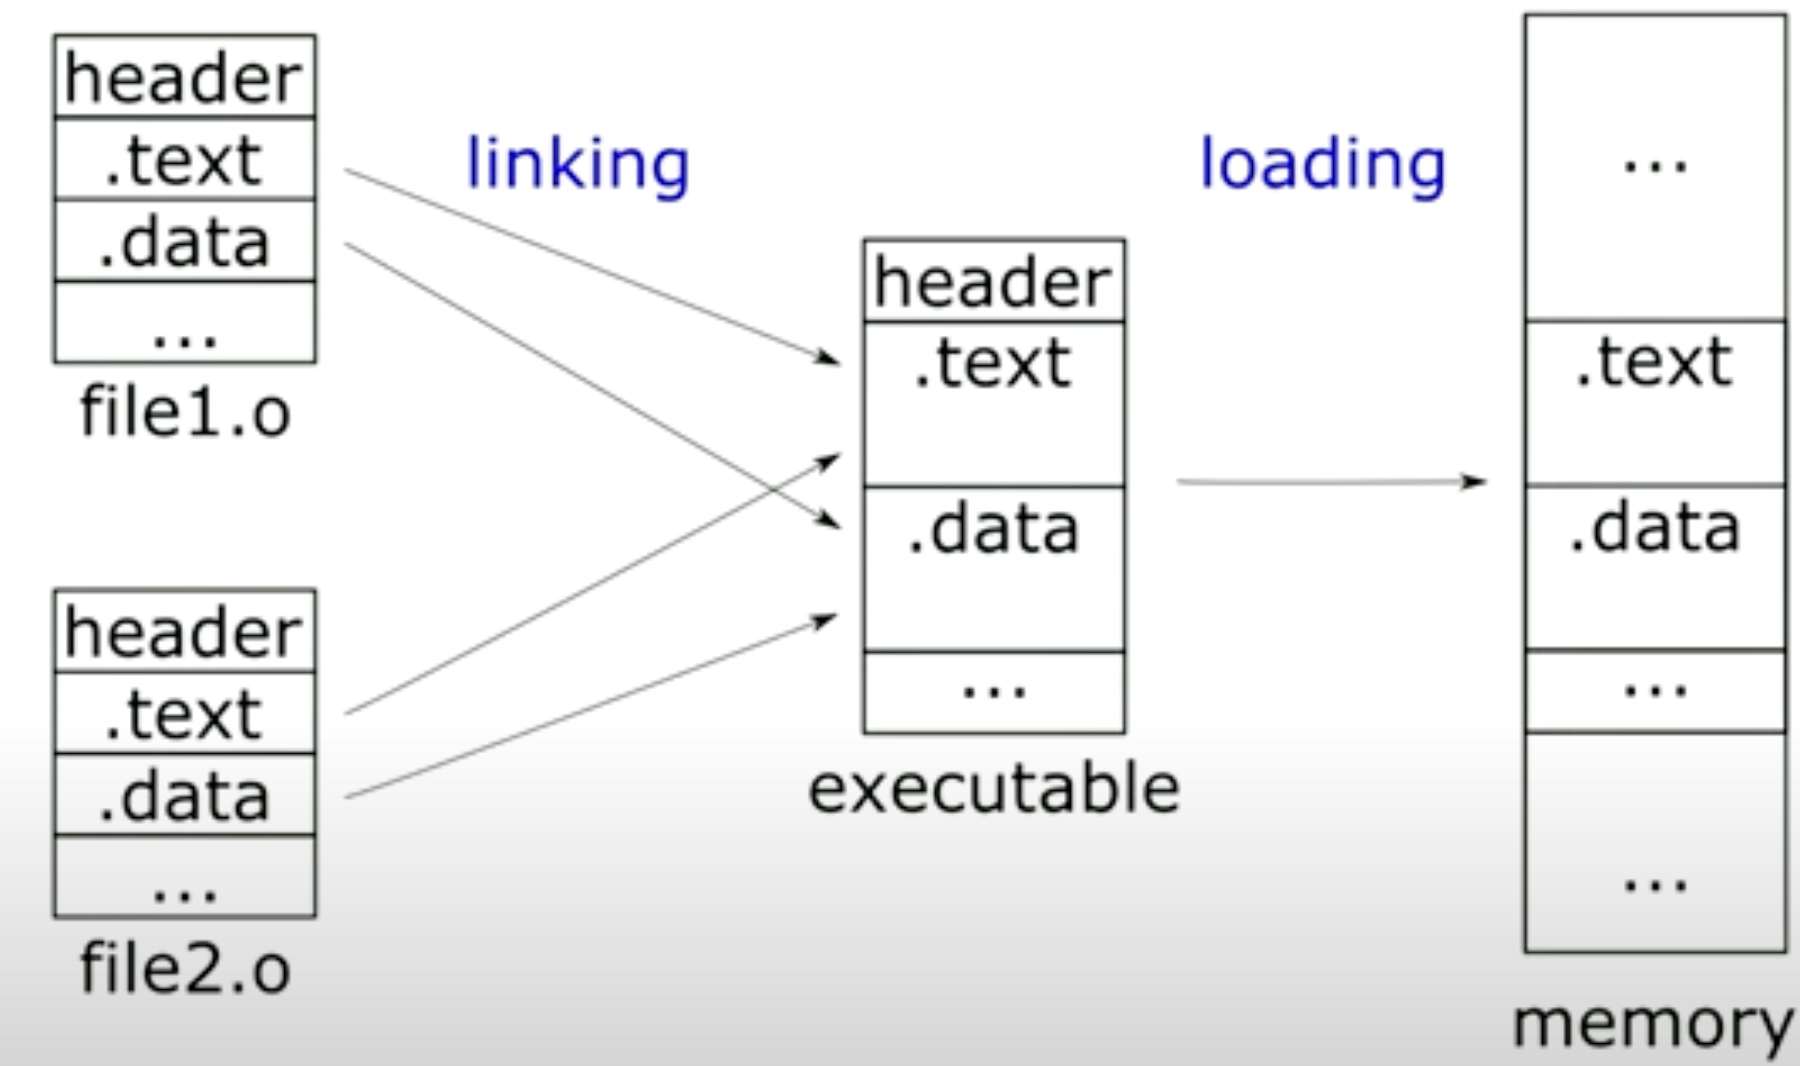 header
.text
.data
...
file1.o
header
.text
.data
...
file2.o
linking
header
.text
.data
...
executable
loading
...
.text
.data
...
...
memory